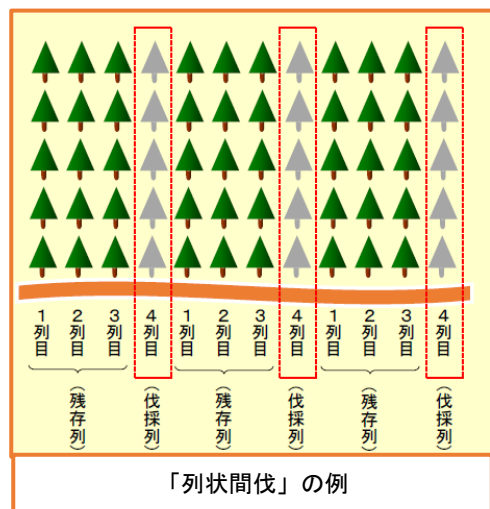 1列目
2列目
3列目
4列目
1列目
2列目
3列目
4列目
1列目
2列目
3列目
4列目
（残存列）
（伐採列）
（残存列）
（伐採列）
（残存列）
（伐採列）
「列状間伐」の例